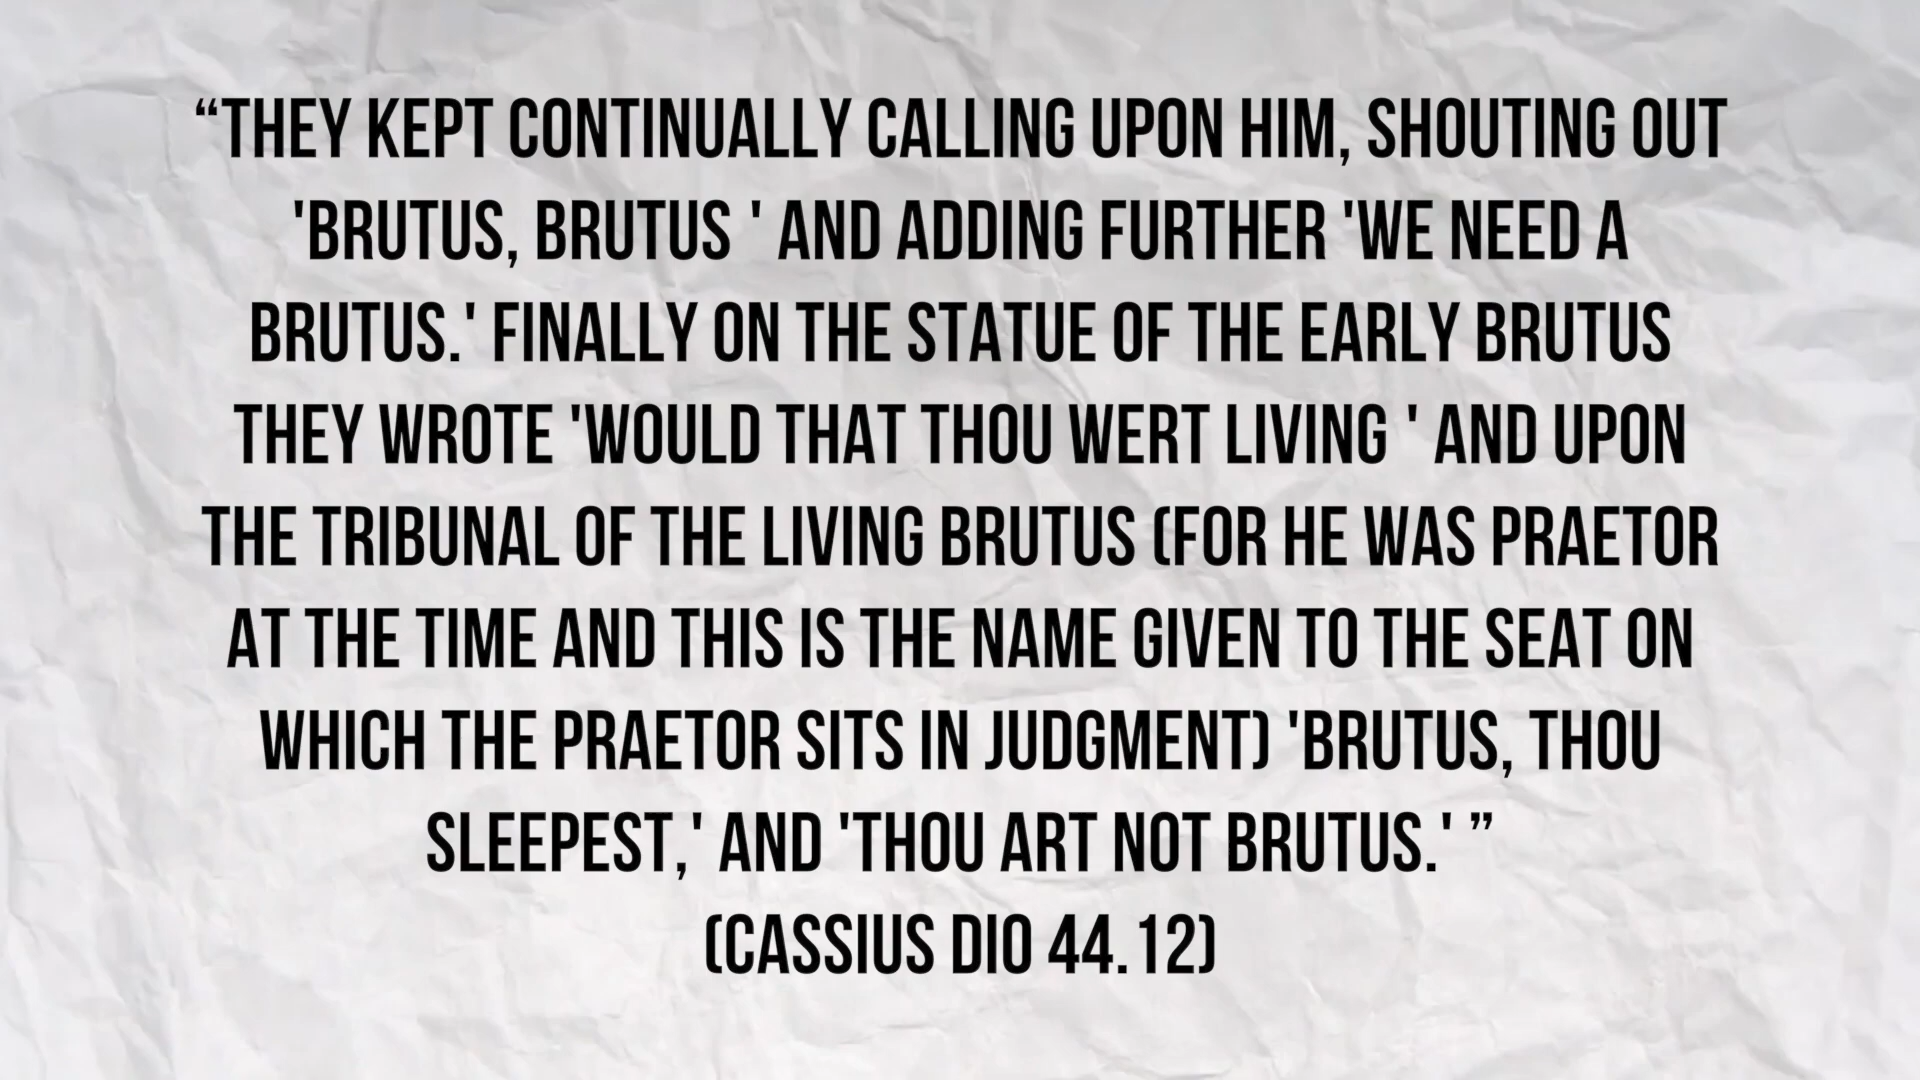 “THEY KEPT CONTINUALLY CALLING UPON HIM, SHOUTING OUT
'BRUTUS, BRUTUS ' AND ADDING FURTHER 'WE NEED A
BRUTUS.' FINALLY ON THE STATUE OF THE EARLY BRUTUS
THEY WROTE 'WOULD THAT THOU WERT LIVING ' AND UPON
THE TRIBUNAL OF THE LIVING BRUTUS (FOR HE WAS PRAETOR
AT THE TIME AND THIS IS THE NAME GIVEN TO THE SEAT ON
WHICH THE PRAETOR SITS IN JUDGMENT) 'BRUTUS, THOU
SLEEPEST,' AND 'THOU ART NOT BRUTUS.' ”
(CASSIUS DIO 44.12)